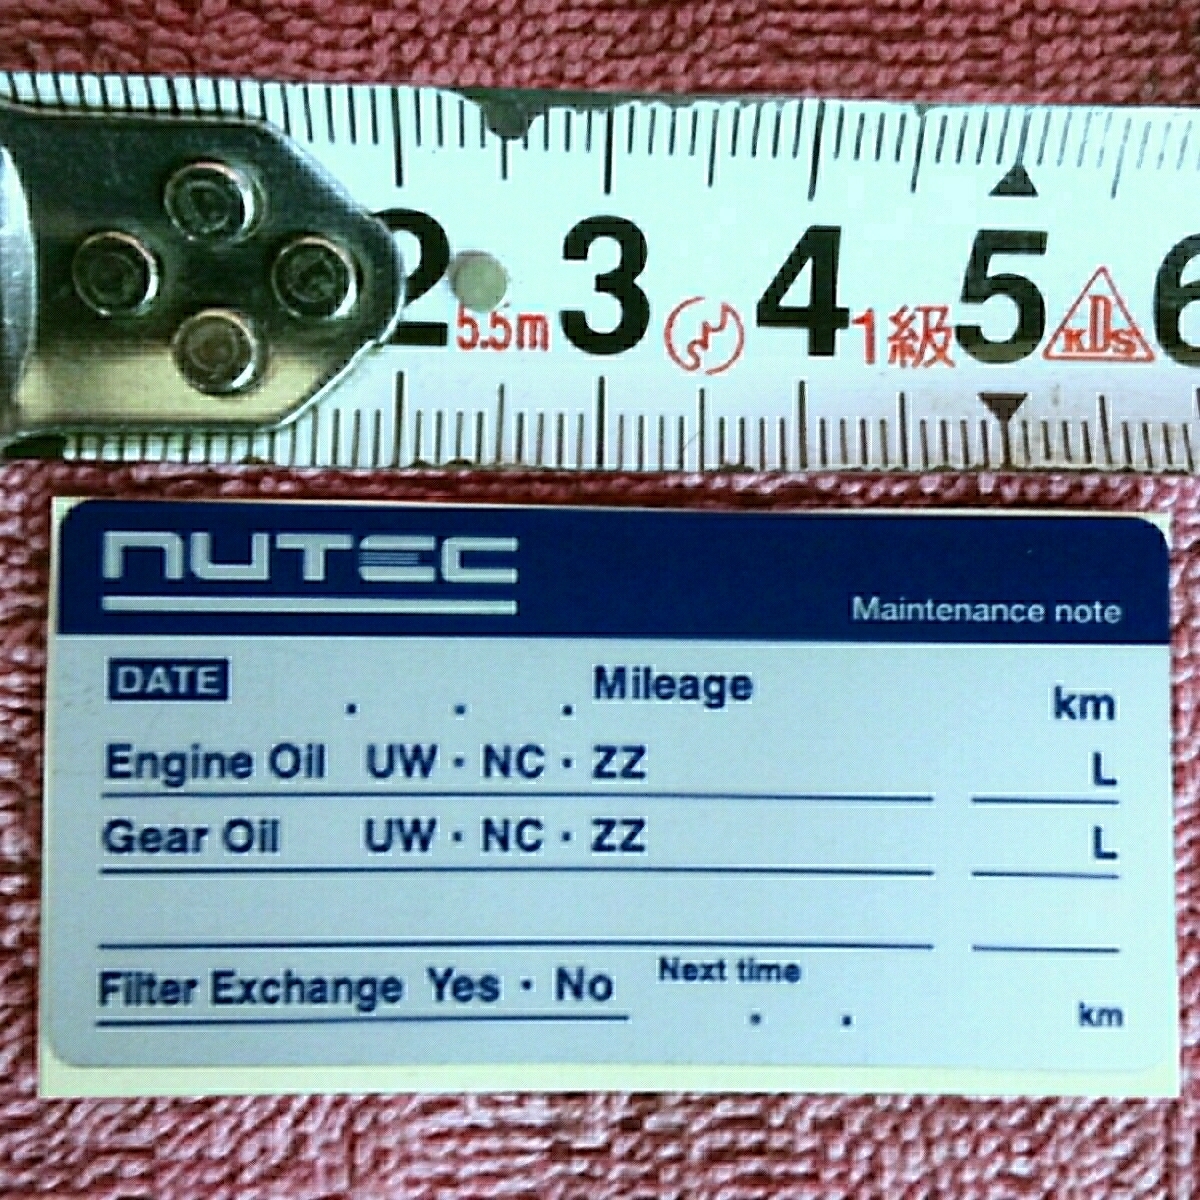 2 3 4 5 6
5.5m 1級 KDS
NUTEC
Maintenance note
DATE . . . Mileage km
Engine Oil UW · NC · ZZ L
Gear Oil UW · NC · ZZ L
Filter Exchange Yes · No Next time . . km